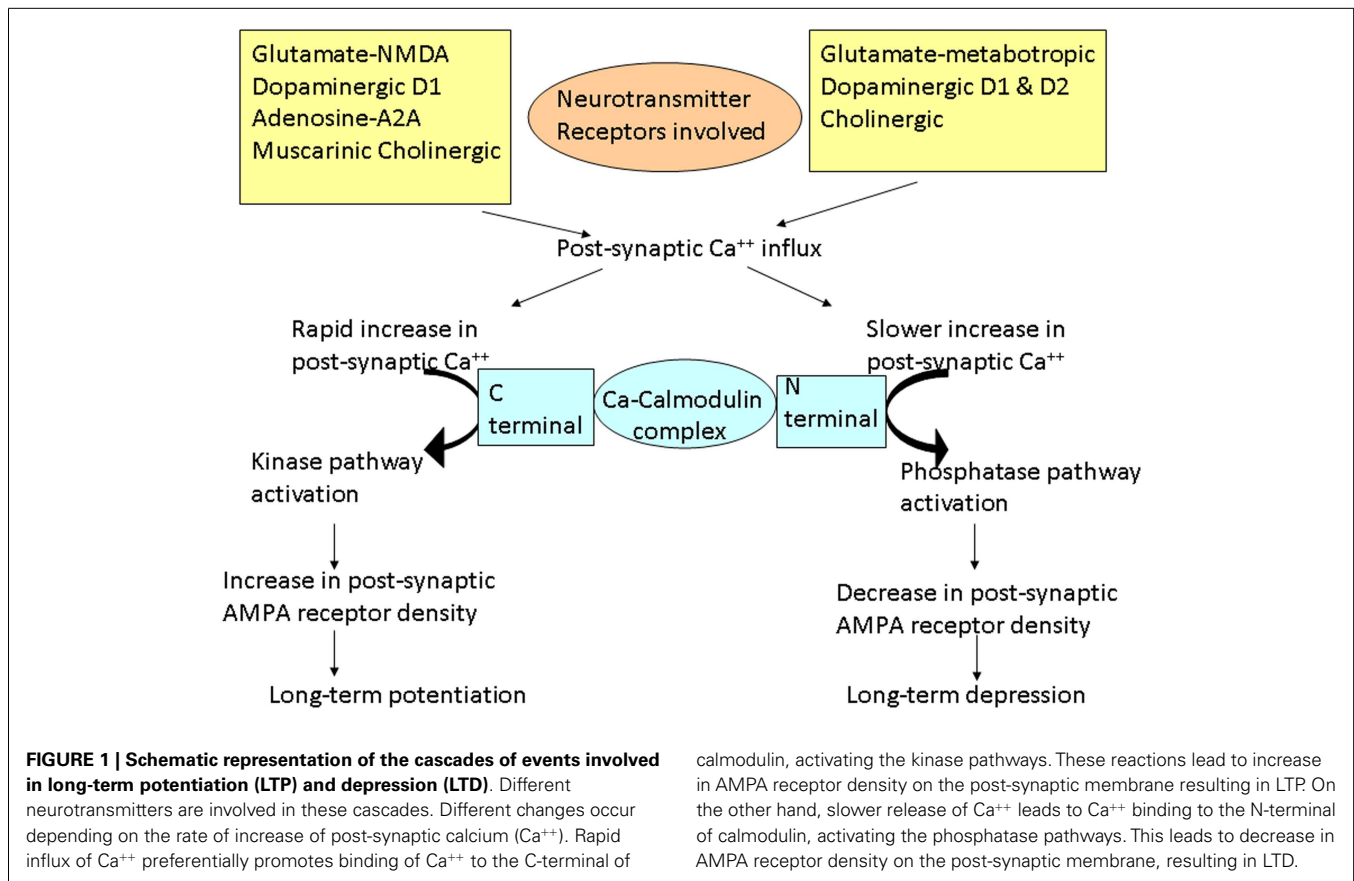 Glutamate-NMDA
Dopaminergic D1
Adenosine-A2A
Muscarinic Cholinergic
Neurotransmitter
Receptors involved
Glutamate-metabotropic
Dopaminergic D1 & D2
Cholinergic
Post-synaptic Ca⁺⁺ influx
Rapid increase in
post-synaptic Ca⁺⁺
Slower increase in
post-synaptic Ca⁺⁺
C
terminal
Ca-Calmodulin
complex
N
terminal
Kinase pathway
activation
Phosphatase pathway
activation
Increase in post-synaptic
AMPA receptor density
Decrease in post-synaptic
AMPA receptor density
Long-term potentiation
Long-term depression
FIGURE 1 | Schematic representation of the cascades of events involved
in long-term potentiation (LTP) and depression (LTD). Different
neurotransmitters are involved in these cascades. Different changes occur
depending on the rate of increase of post-synaptic calcium (Ca⁺⁺). Rapid
influx of Ca⁺⁺ preferentially promotes binding of Ca⁺⁺ to the C-terminal of
calmodulin, activating the kinase pathways. These reactions lead to increase
in AMPA receptor density on the post-synaptic membrane resulting in LTP. On
the other hand, slower release of Ca⁺⁺ leads to Ca⁺⁺ binding to the N-terminal
of calmodulin, activating the phosphatase pathways. This leads to decrease in
AMPA receptor density on the post-synaptic membrane, resulting in LTD.